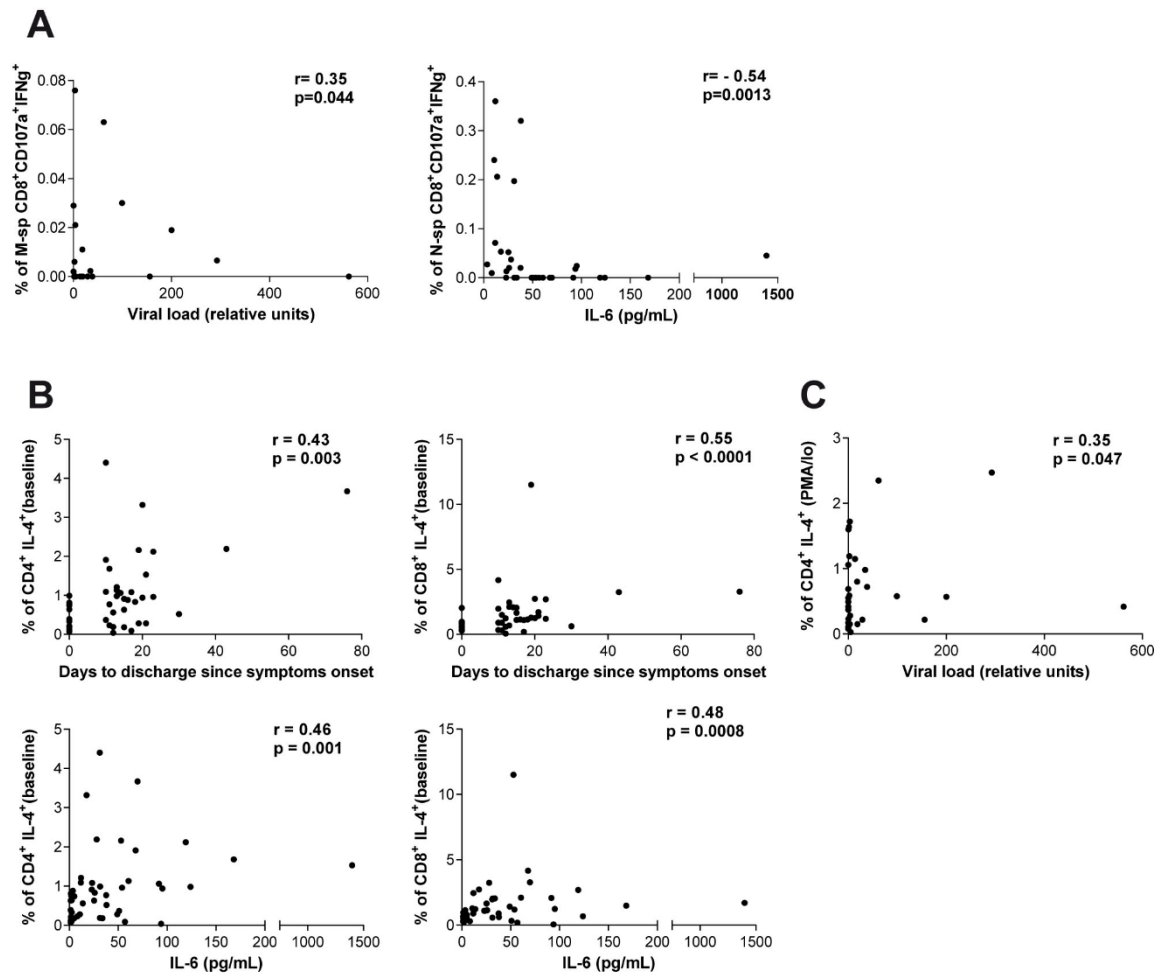 A
r= 0.35
p=0.044
% of M-sp CD8+CD107a+IFNg+
0.08
0.06
0.04
0.02
0.00
0 200 400 600
Viral load (relative units)
r= - 0.54
p=0.0013
% of N-sp CD8+CD107a+IFNg+
0.4
0.3
0.2
0.1
0.0
0 50 100 150 200 1000 1500
IL-6 (pg/mL)
B
r = 0.43
p = 0.003
% of CD4+ IL-4+(baseline)
5
4
3
2
1
0
0 20 40 60 80
Days to discharge since symptoms onset
r = 0.55
p < 0.0001
% of CD8+ IL-4+ (baseline)
15
10
5
0
0 20 40 60 80
Days to discharge since symptoms onset
C
r = 0.35
p = 0.047
% of CD4+ IL-4+ (PMA/Io)
3
2
1
0
0 200 400 600
Viral load (relative units)
r = 0.46
p = 0.001
% of CD4+ IL-4+(baseline)
5
4
3
2
1
0
0 50 100 150 200 1000 1500
IL-6 (pg/mL)
r = 0.48
p = 0.0008
% of CD8+ IL-4+ (baseline)
15
10
5
0
0 50 100 150 200 1000 1500
IL-6 (pg/mL)